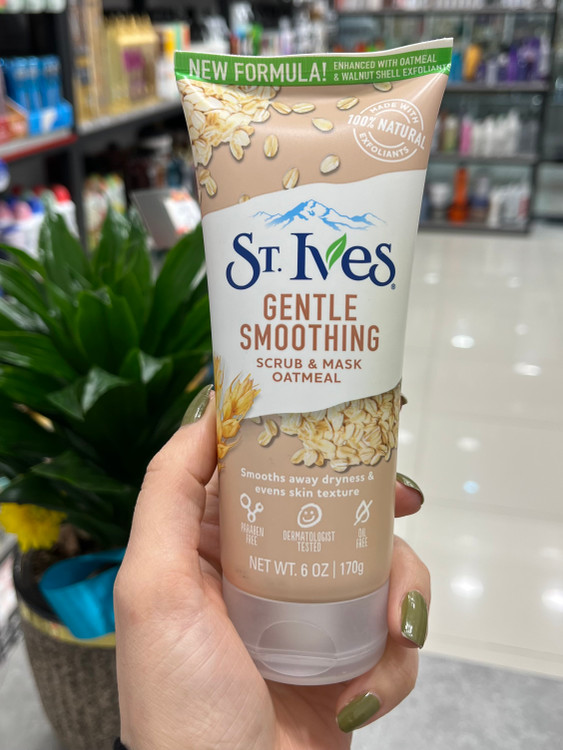 NEW FORMULA!
ENHANCED WITH OATMEAL
& WALNUT SHELL EXFOLIANTS
MADE WITH
100% NATURAL
EXFOLIANTS
ST. IVES®
GENTLE
SMOOTHING
SCRUB & MASK
OATMEAL
Smooths away dryness &
evens skin texture
PARABEN
FREE
DERMATOLOGIST
TESTED
OIL
FREE
NET WT. 6 OZ | 170g